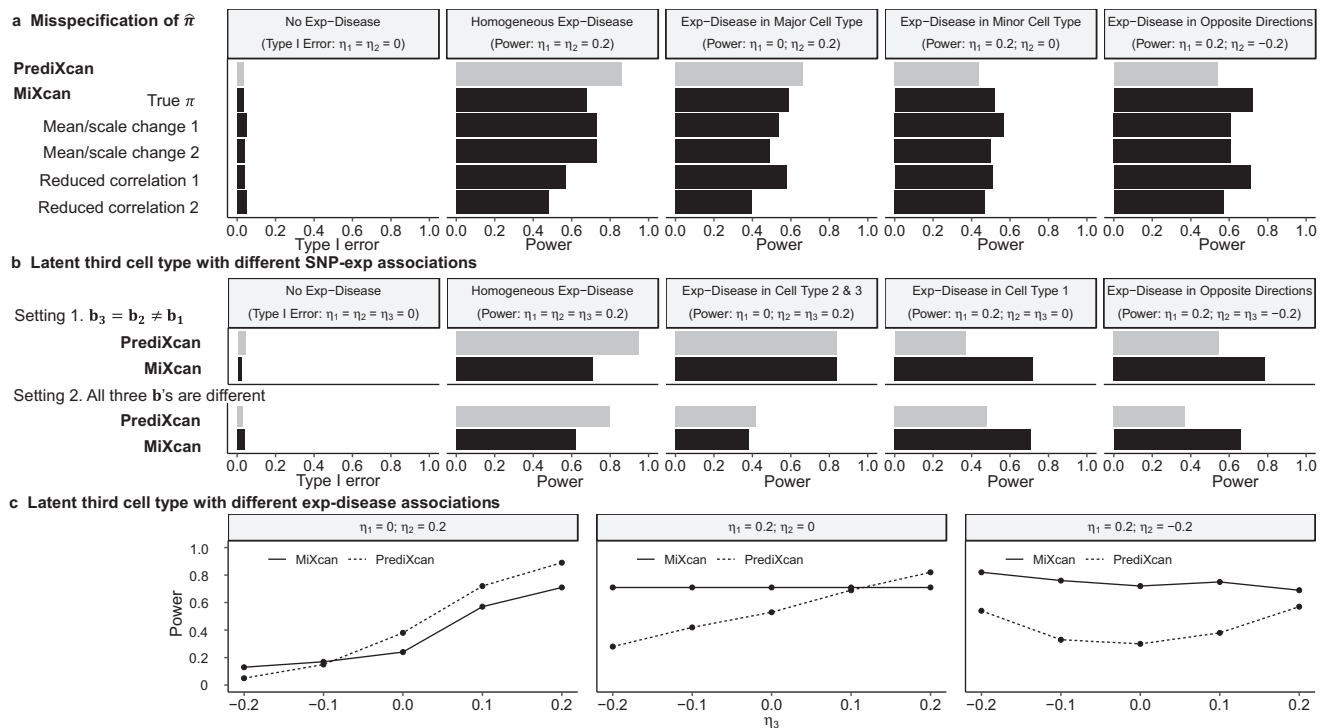 a Misspecification of π̂
No Exp−Disease
(Type I Error: η₁ = η₂ = 0)
Homogeneous Exp−Disease
(Power: η₁ = η₂ = 0.2)
Exp−Disease in Major Cell Type
(Power: η₁ = 0; η₂ = 0.2)
Exp−Disease in Minor Cell Type
(Power: η₁ = 0.2; η₂ = 0)
Exp−Disease in Opposite Directions
(Power: η₁ = 0.2; η₂ = −0.2)
PrediXcan
MiXcan
True π
Mean/scale change 1
Mean/scale change 2
Reduced correlation 1
Reduced correlation 2
0.0 0.2 0.4 0.6 0.8 1.0
0.0 0.2 0.4 0.6 0.8 1.0
0.0 0.2 0.4 0.6 0.8 1.0
0.0 0.2 0.4 0.6 0.8 1.0
0.0 0.2 0.4 0.6 0.8 1.0
Type I error
Power
Power
Power
Power
b Latent third cell type with different SNP-exp associations
No Exp−Disease
(Type I Error: η₁ = η₂ = η₃ = 0)
Homogeneous Exp−Disease
(Power: η₁ = η₂ = η₃ = 0.2)
Exp−Disease in Cell Type 2 & 3
(Power: η₁ = 0; η₂ = η₃ = 0.2)
Exp−Disease in Cell Type 1
(Power: η₁ = 0.2; η₂ = η₃ = 0)
Exp−Disease in Opposite Directions
(Power: η₁ = 0.2; η₂ = η₃ = −0.2)
Setting 1. b₃ = b₂ ≠ b₁
PrediXcan
MiXcan
Setting 2. All three b's are different
PrediXcan
MiXcan
0.0 0.2 0.4 0.6 0.8 1.0
0.0 0.2 0.4 0.6 0.8 1.0
0.0 0.2 0.4 0.6 0.8 1.0
0.0 0.2 0.4 0.6 0.8 1.0
0.0 0.2 0.4 0.6 0.8 1.0
Type I error
Power
Power
Power
Power
c Latent third cell type with different exp-disease associations
η₁ = 0; η₂ = 0.2
η₁ = 0.2; η₂ = 0
η₁ = 0.2; η₂ = −0.2
MiXcan PrediXcan
MiXcan PrediXcan
MiXcan PrediXcan
Power
1.0
0.8
0.6
0.4
0.2
0
−0.2 −0.1 0.0 0.1 0.2
−0.2 −0.1 0.0 0.1 0.2
−0.2 −0.1 0.0 0.1 0.2
η₃